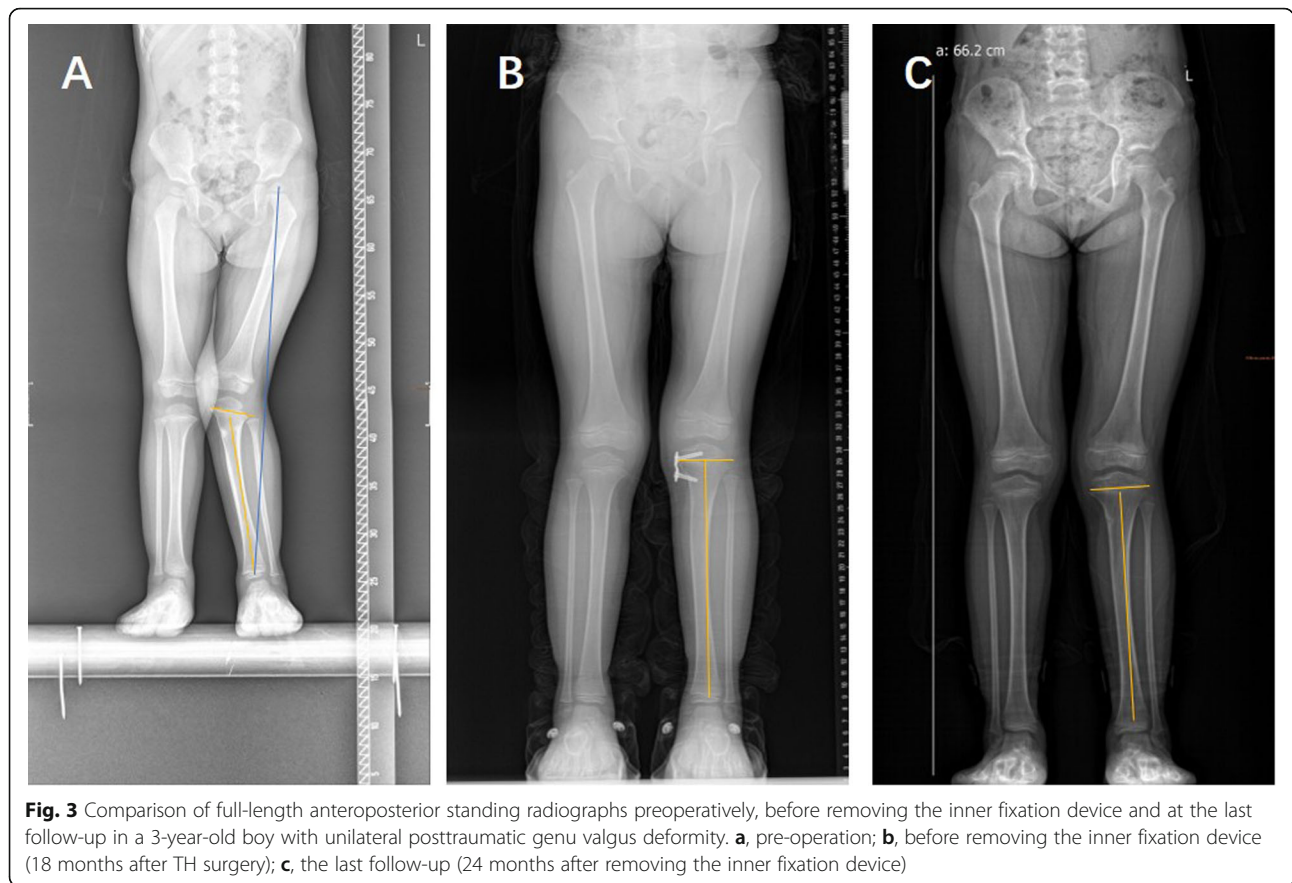 A
L
B
C
a: 66.2 cm
L
Fig. 3 Comparison of full-length anteroposterior standing radiographs preoperatively, before removing the inner fixation device and at the last
follow-up in a 3-year-old boy with unilateral posttraumatic genu valgus deformity. a, pre-operation; b, before removing the inner fixation device
(18 months after TH surgery); c, the last follow-up (24 months after removing the inner fixation device)